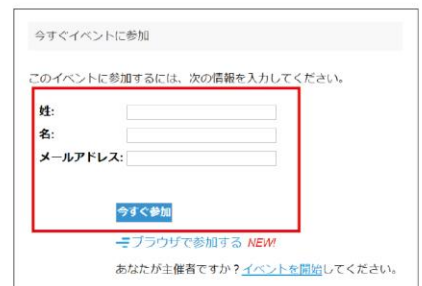 今すぐイベントに参加
このイベントに参加するには、次の情報を入力してください。
姓:
名:
メールアドレス:
今すぐ参加
ブラウザで参加する NEW!
あなたが主催者ですか？イベントを開始してください。